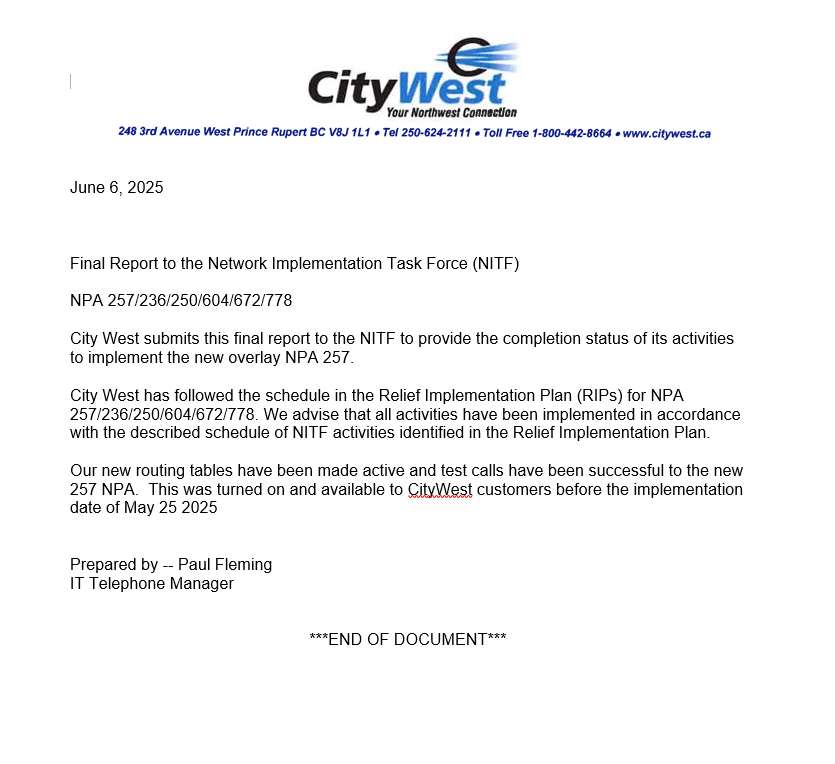 CityWest
Your Northwest Connection
248 3rd Avenue West Prince Rupert BC V8J 1L1 • Tel 250-624-2111 • Toll Free 1-800-442-8664 • www.citywest.ca
June 6, 2025
Final Report to the Network Implementation Task Force (NITF)
NPA 257/236/250/604/672/778
City West submits this final report to the NITF to provide the completion status of its activities
to implement the new overlay NPA 257.
City West has followed the schedule in the Relief Implementation Plan (RIPs) for NPA
257/236/250/604/672/778. We advise that all activities have been implemented in accordance
with the described schedule of NITF activities identified in the Relief Implementation Plan.
Our new routing tables have been made active and test calls have been successful to the new
257 NPA.  This was turned on and available to CityWest customers before the implementation
date of May 25 2025
Prepared by -- Paul Fleming
IT Telephone Manager
***END OF DOCUMENT***